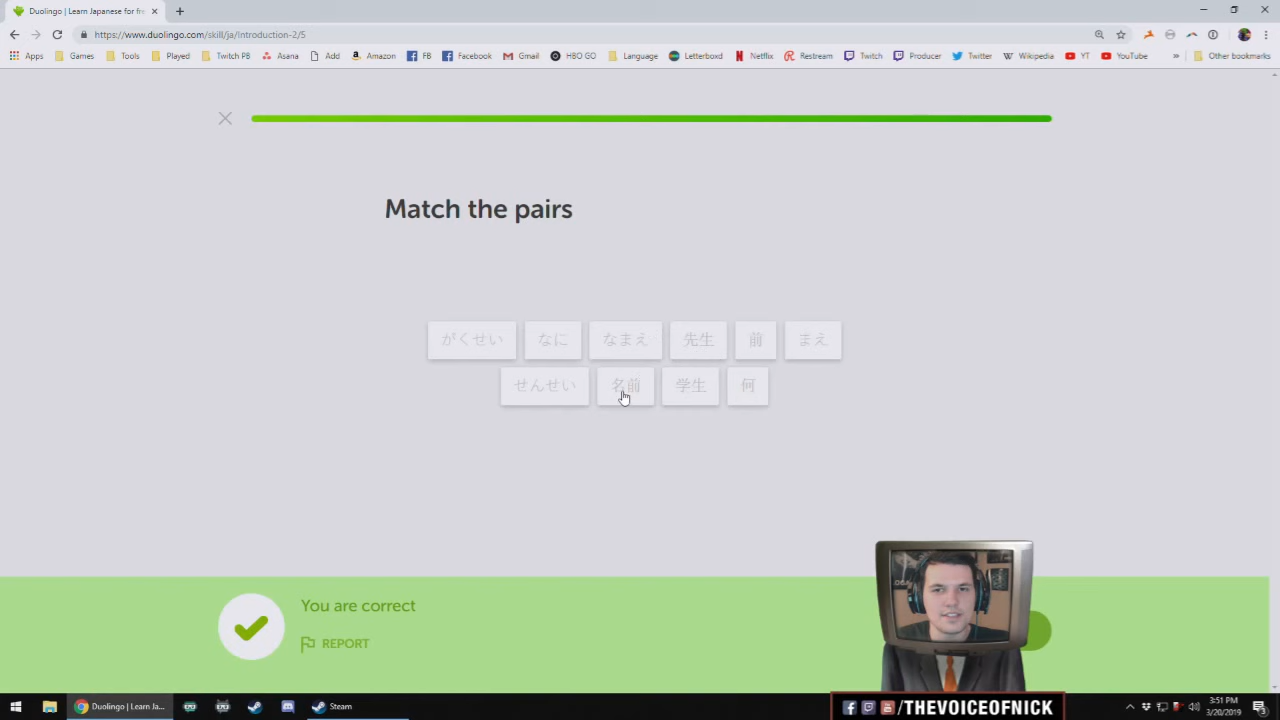 Duolingo | Learn Japanese for fre
https://www.duolingo.com/skill/ja/Introduction-2/5
Apps Games Tools Played Twitch PB Asana Add Amazon FB Facebook Gmail HBO GO Language Letterboxd Netflix Restream Twitch Producer Twitter Wikipedia YT YouTube » Other bookmarks
Match the pairs
がくせい なに なまえ 先生 前 まえ
せんせい 名前 学生 何
You are correct
REPORT
/THEVOICEOFNICK
Duolingo | Learn Ja... Steam
3:51 PM
3/20/2019